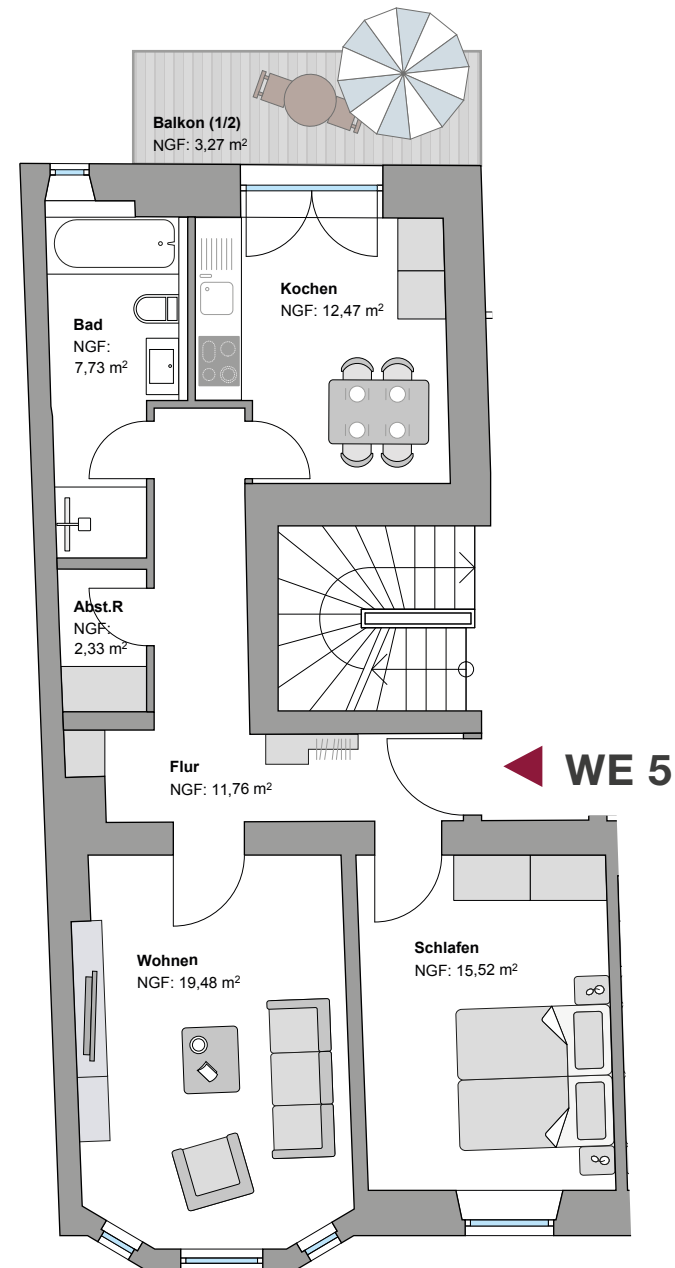 Balkon (1/2)
NGF: 3,27 m²
Kochen
NGF: 12,47 m²
Bad
NGF:
7,73 m²
Abst.R
NGF:
2,33 m²
Flur
NGF: 11,76 m²
WE 5
Wohnen
NGF: 19,48 m²
Schlafen
NGF: 15,52 m²